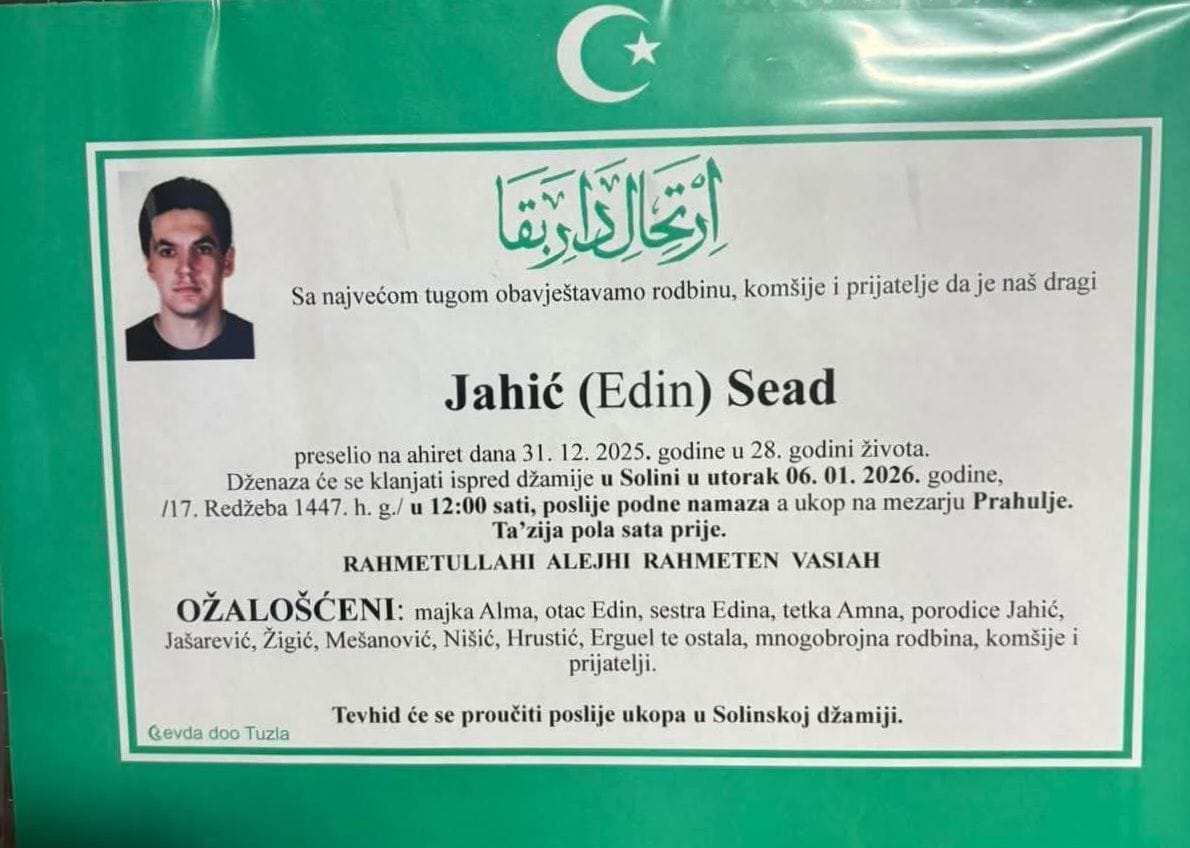 اِرْتِحَالِ دَارِ بَقَا
Sa najvećom tugom obavještavamo rodbinu, komšije i prijatelje da je naš dragi
Jahić (Edin) Sead
preselio na ahiret dana 31. 12. 2025. godine u 28. godini života.
Dženaza će se klanjati ispred džamije u Solini u utorak 06. 01. 2026. godine,
/17. Redžeba 1447. h. g./ u 12:00 sati, poslije podne namaza a ukop na mezarju Prahulje.
Ta’zija pola sata prije.
RAHMETULLAHI ALEJHI RAHMETEN VASIAH
OŽALOŠĆENI: majka Alma, otac Edin, sestra Edina, tetka Amna, porodice Jahić,
Jašarević, Žigić, Mešanović, Nišić, Hrustić, Erguel te ostala, mnogobrojna rodbina, komšije i
prijatelji.
Tevhid će se proučiti poslije ukopa u Solinskoj džamiji.
Gevda doo Tuzla